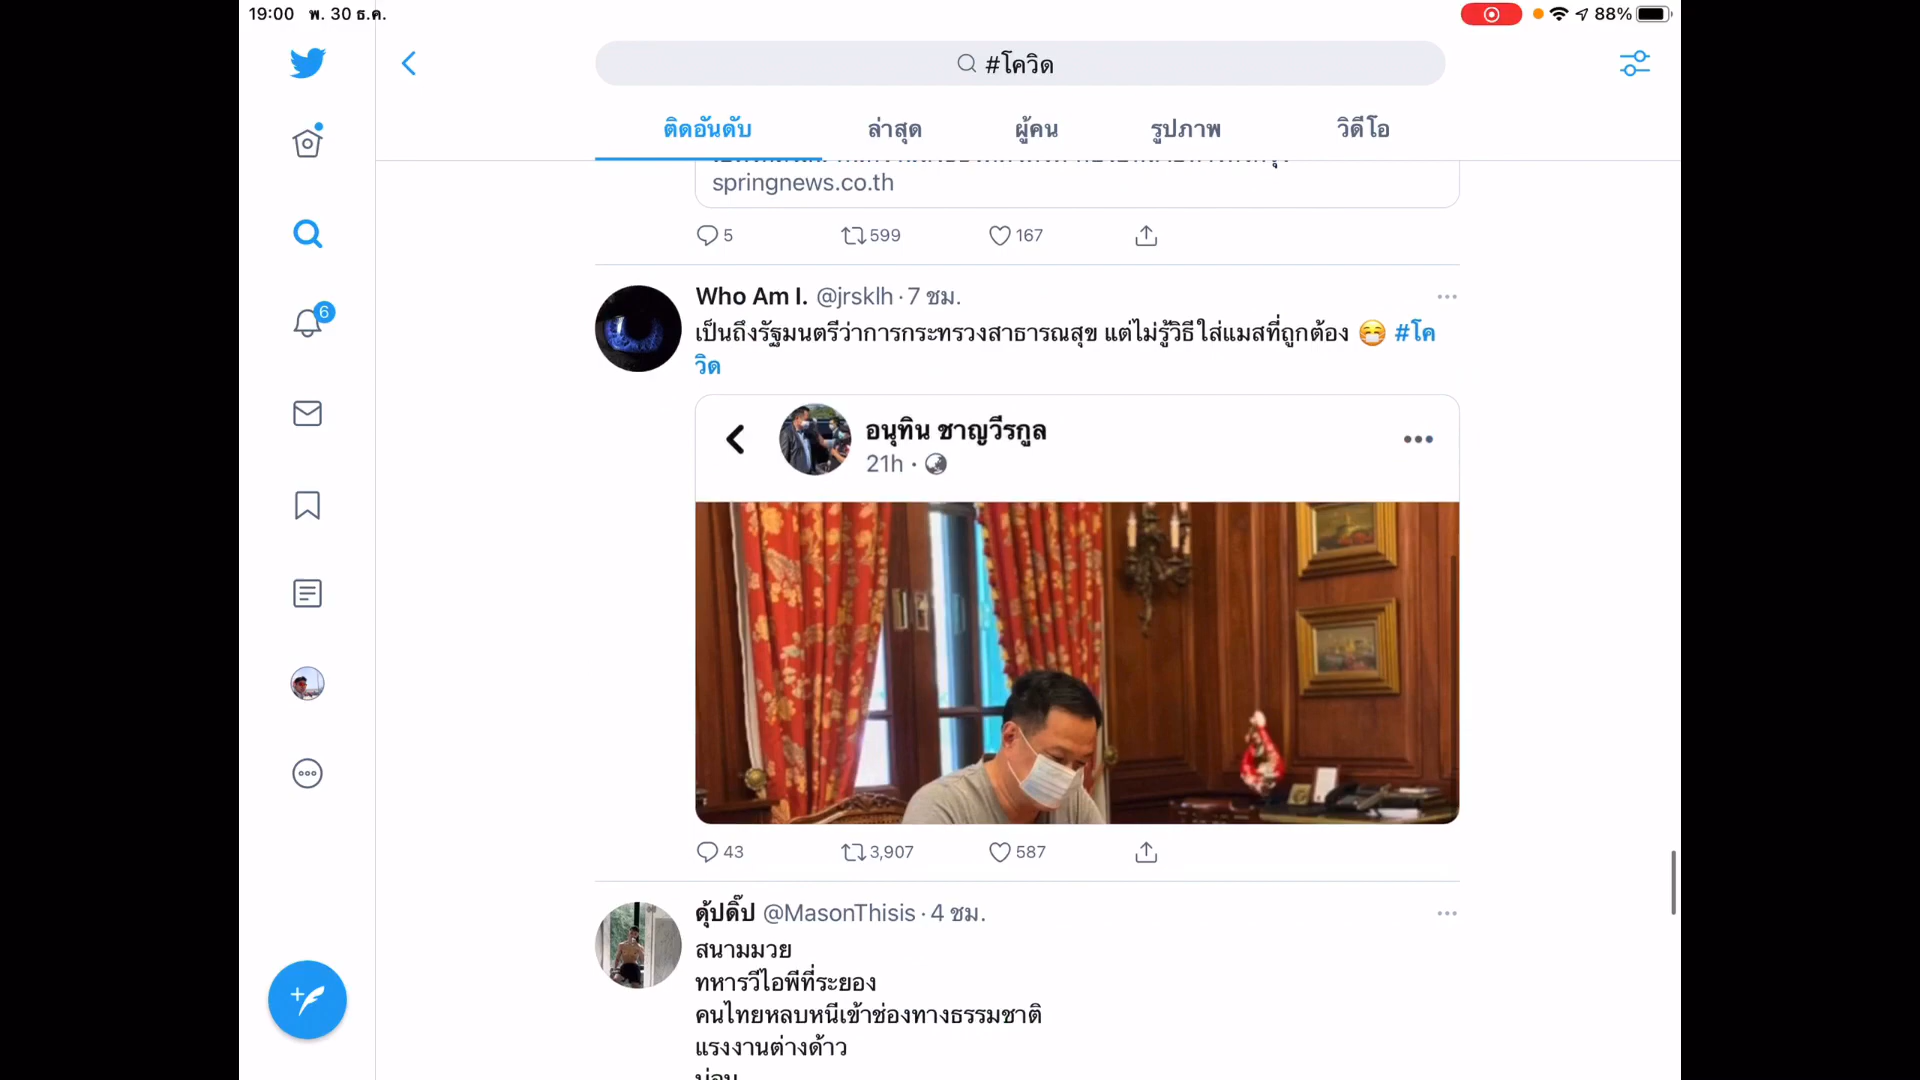 19:00 พ. 30 ธ.ค.
88%
#โควิด
ติดอันดับ ล่าสุด ผู้คน รูปภาพ วิดีโอ
springnews.co.th
5 599 167
6
Who Am I. @jrsklh · 7 ชม.
เป็นถึงรัฐมนตรีว่าการกระทรวงสาธารณสุข แต่ไม่รู้วิธีใส่แมสที่ถูกต้อง 😷 #โค
วิด
อนุทิน ชาญวีรกูล
21h ·
43 3,907 587
ดุ้ปดิ๊ป @MasonThisis · 4 ชม.
สนามมวย
ทหารวีไอพีที่ระยอง
คนไทยหลบหนีเข้าช่องทางธรรมชาติ
แรงงานต่างด้าว